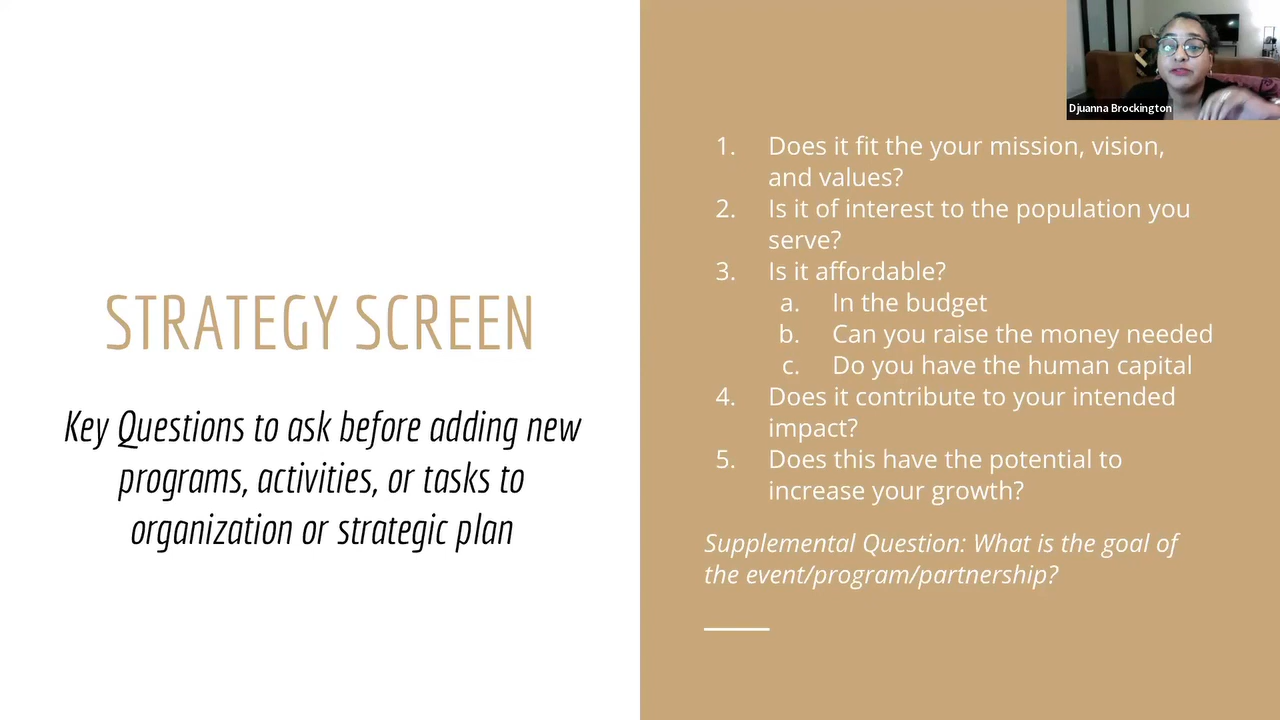 STRATEGY SCREEN
Key Questions to ask before adding new
programs, activities, or tasks to
organization or strategic plan
Djuanna Brockington
1. Does it fit the your mission, vision,
and values?
2. Is it of interest to the population you
serve?
3. Is it affordable?
a. In the budget
b. Can you raise the money needed
c. Do you have the human capital
4. Does it contribute to your intended
impact?
5. Does this have the potential to
increase your growth?
Supplemental Question: What is the goal of
the event/program/partnership?